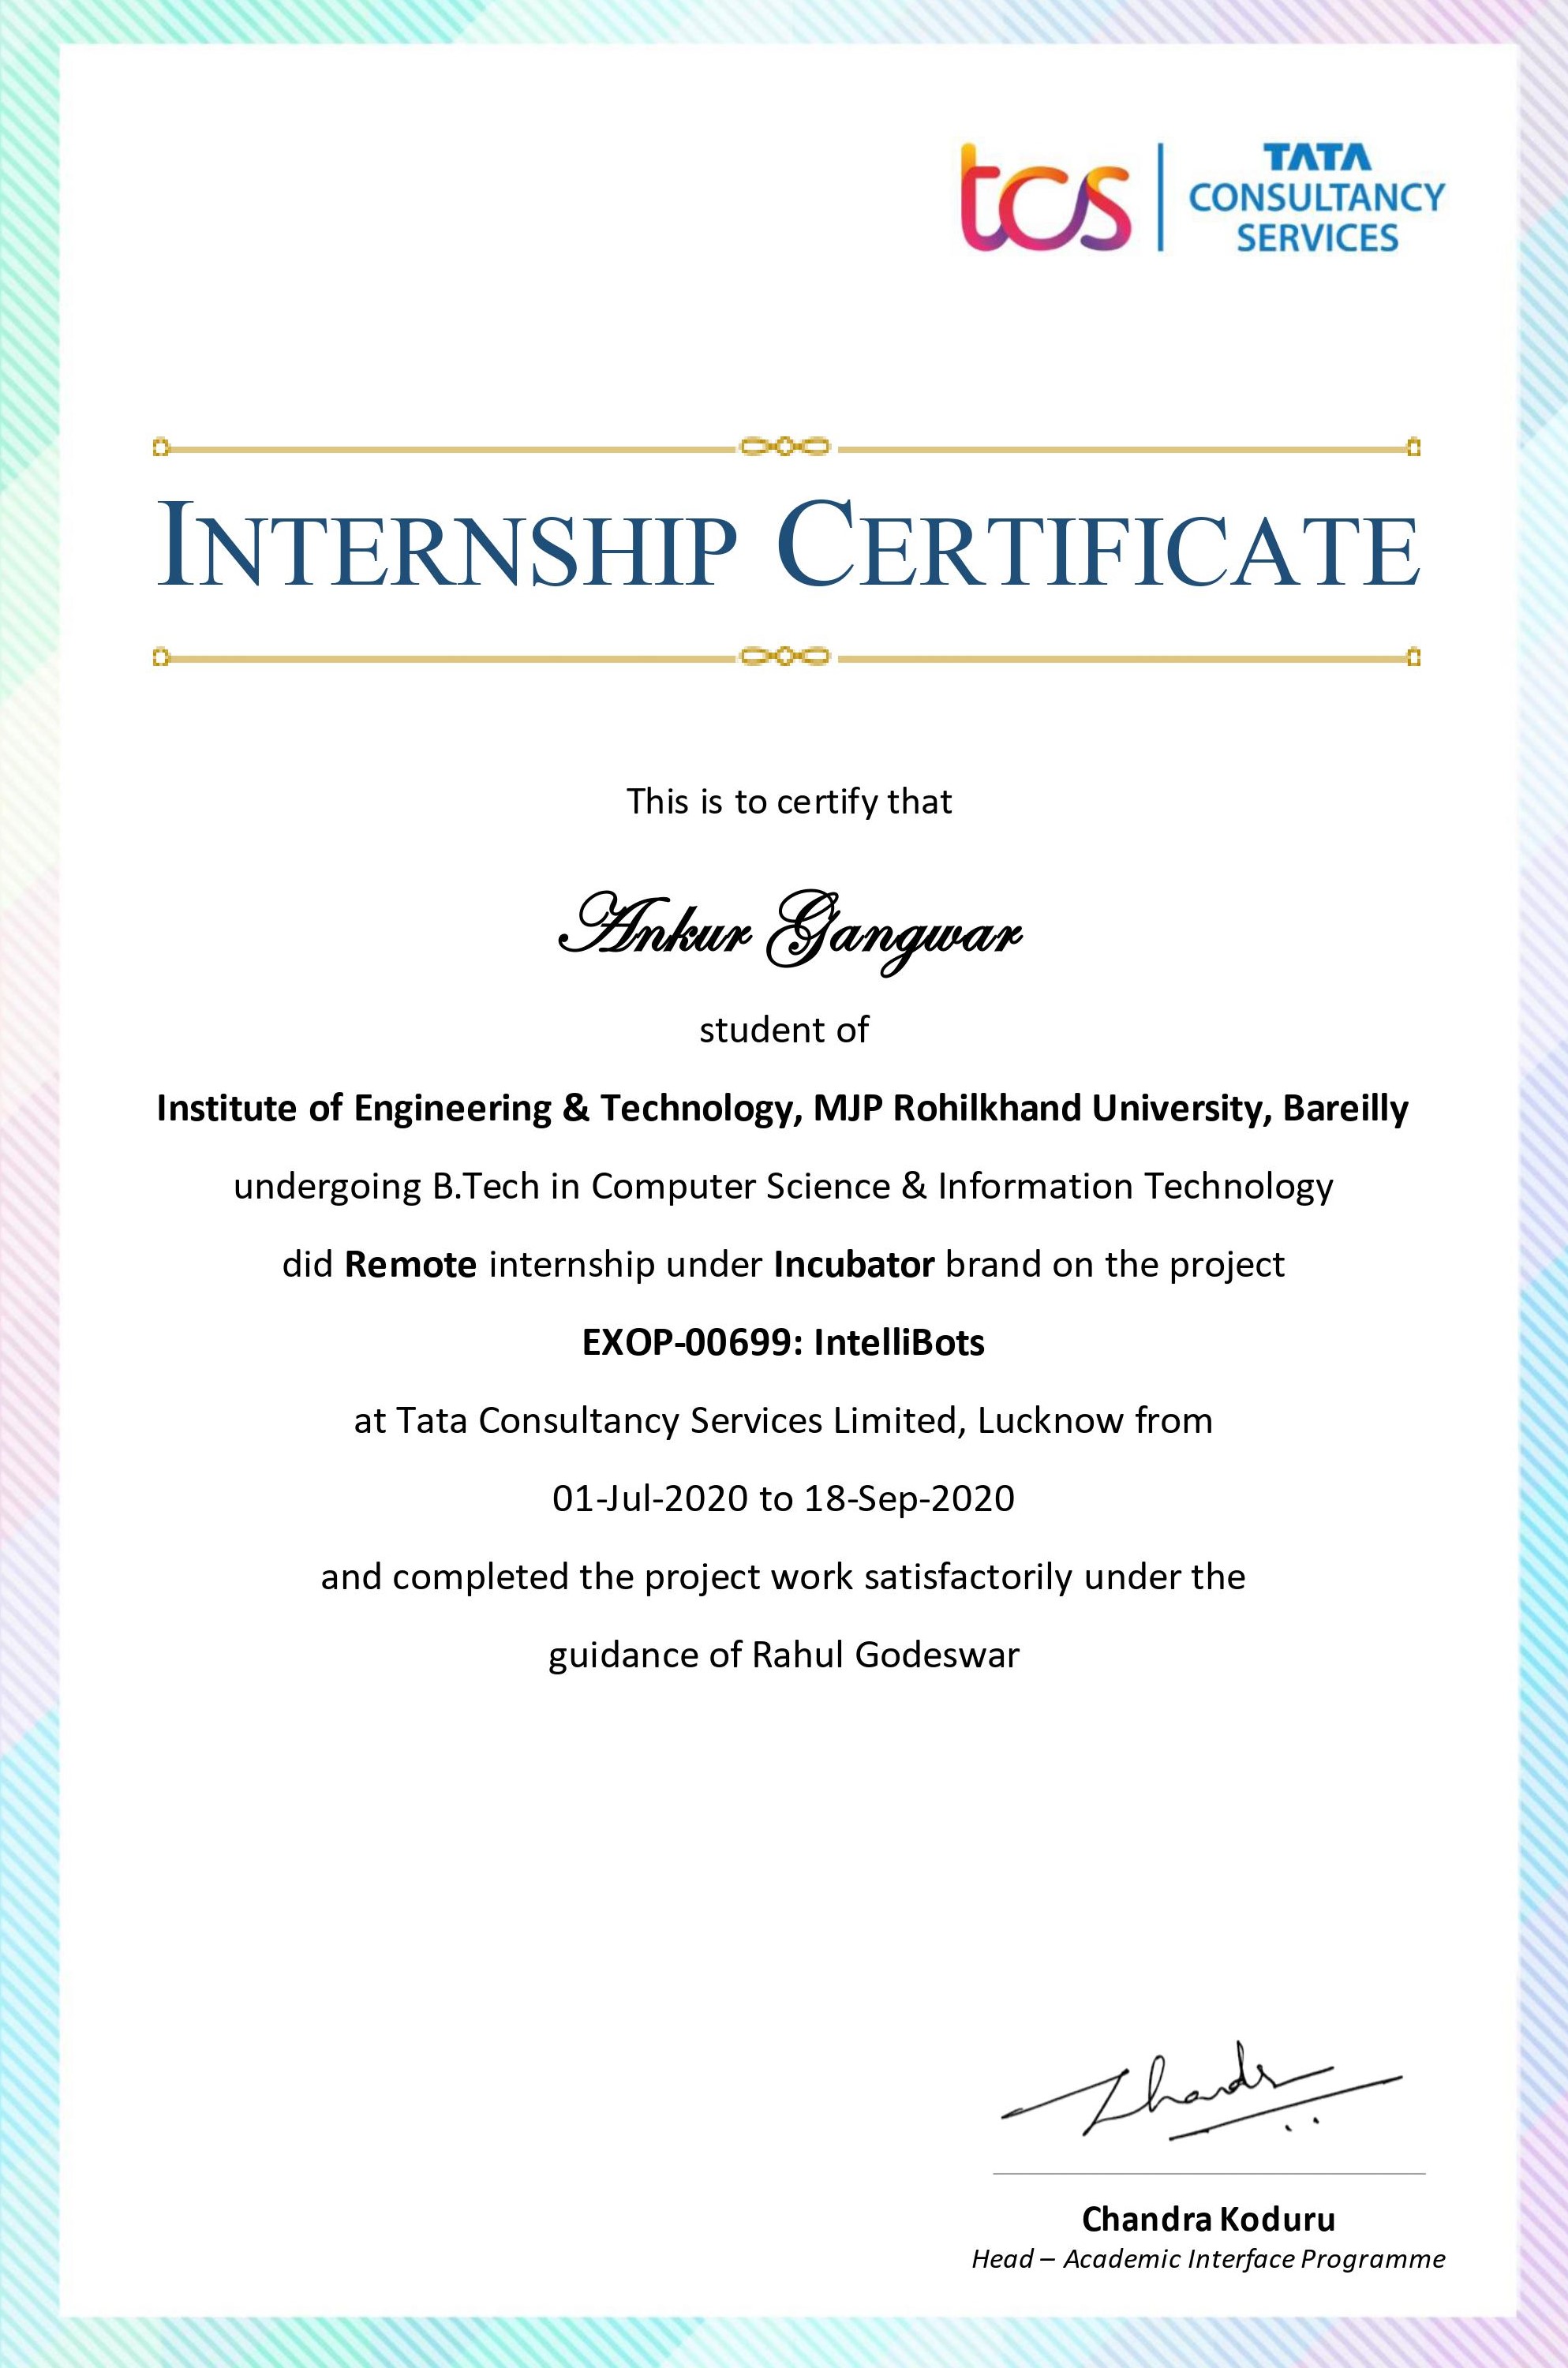 tcs
TATA
CONSULTANCY
SERVICES
INTERNSHIP CERTIFICATE
This is to certify that
Ankur Gangwar
student of
Institute of Engineering & Technology, MJP Rohilkhand University, Bareilly
undergoing B.Tech in Computer Science & Information Technology
did Remote internship under Incubator brand on the project
EXOP-00699: IntelliBots
at Tata Consultancy Services Limited, Lucknow from
01-Jul-2020 to 18-Sep-2020
and completed the project work satisfactorily under the
guidance of Rahul Godeswar
Chandra Koduru
Head – Academic Interface Programme